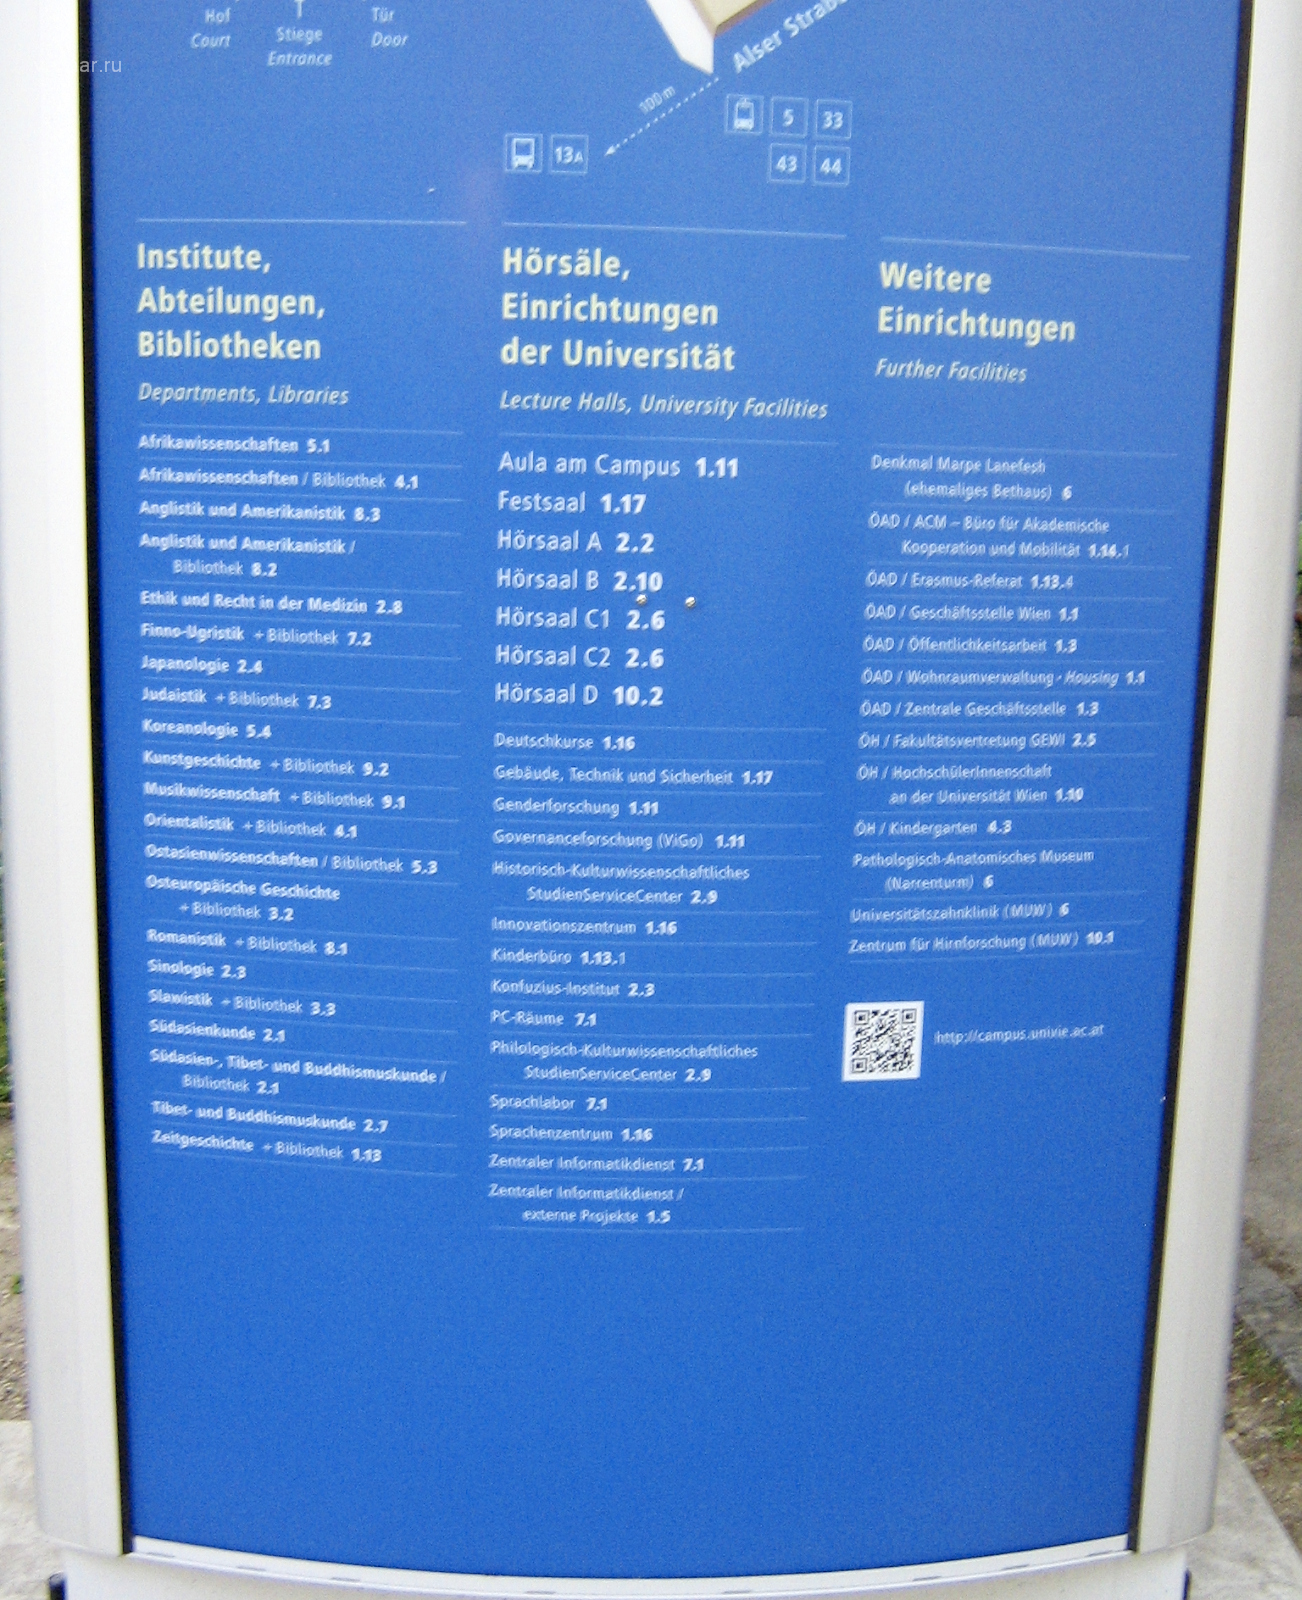 Hof
Court
Stiege
Entrance
Tür
Door
ar.ru
Alser Straße
100 m
13A
5 33
43 44
Institute,
Abteilungen,
Bibliotheken
Departments, Libraries
Afrikawissenschaften 5.1
Afrikawissenschaften / Bibliothek 4.1
Anglistik und Amerikanistik 8.3
Anglistik und Amerikanistik /
Bibliothek 8.2
Ethik und Recht in der Medizin 2.8
Finno-Ugristik + Bibliothek 7.2
Japanologie 2.4
Judaistik + Bibliothek 7.3
Koreanologie 5.4
Kunstgeschichte + Bibliothek 9.2
Musikwissenschaft + Bibliothek 9.1
Orientalistik + Bibliothek 4.1
Ostasienwissenschaften / Bibliothek 5.3
Osteuropäische Geschichte
+ Bibliothek 3.2
Romanistik + Bibliothek 8.1
Sinologie 2.3
Slawistik + Bibliothek 3.3
Südasienkunde 2.1
Südasien-, Tibet- und Buddhismuskunde /
Bibliothek 2.1
Tibet- und Buddhismuskunde 2.7
Zeitgeschichte + Bibliothek 1.13
Hörsäle,
Einrichtungen
der Universität
Lecture Halls, University Facilities
Aula am Campus 1.11
Festsaal 1.17
Hörsaal A 2.2
Hörsaal B 2.10
Hörsaal C1 2.6
Hörsaal C2 2.6
Hörsaal D 10.2
Deutschkurse 1.16
Gebäude, Technik und Sicherheit 1.17
Genderforschung 1.11
Governanceforschung (ViGo) 1.11
Historisch-Kulturwissenschaftliches
StudienServiceCenter 2.9
Innovationszentrum 1.16
Kinderbüro 1.13.1
Konfuzius-Institut 2.3
PC-Räume 7.1
Philologisch-Kulturwissenschaftliches
StudienServiceCenter 2.9
Sprachlabor 7.1
Sprachenzentrum 1.16
Zentraler Informatikdienst 7.1
Zentraler Informatikdienst /
externe Projekte 1.5
Weitere
Einrichtungen
Further Facilities
Denkmal Marpe Lanefesh
(ehemaliges Bethaus) 6
ÖAD / ACM – Büro für Akademische
Kooperation und Mobilität 1.14.1
ÖAD / Erasmus-Referat 1.13.4
ÖAD / Geschäftsstelle Wien 1.1
ÖAD / Öffentlichkeitsarbeit 1.3
ÖAD / Wohnraumverwaltung · Housing 1.1
ÖAD / Zentrale Geschäftsstelle 1.3
ÖH / Fakultätsvertretung GEWI 2.5
ÖH / HochschülerInnenschaft
an der Universität Wien 1.10
ÖH / Kindergarten 4.3
Pathologisch-Anatomisches Museum
(Narrenturm) 6
Universitätszahnklinik (MUW) 6
Zentrum für Hirnforschung (MUW) 10.1
http://campus.univie.ac.at